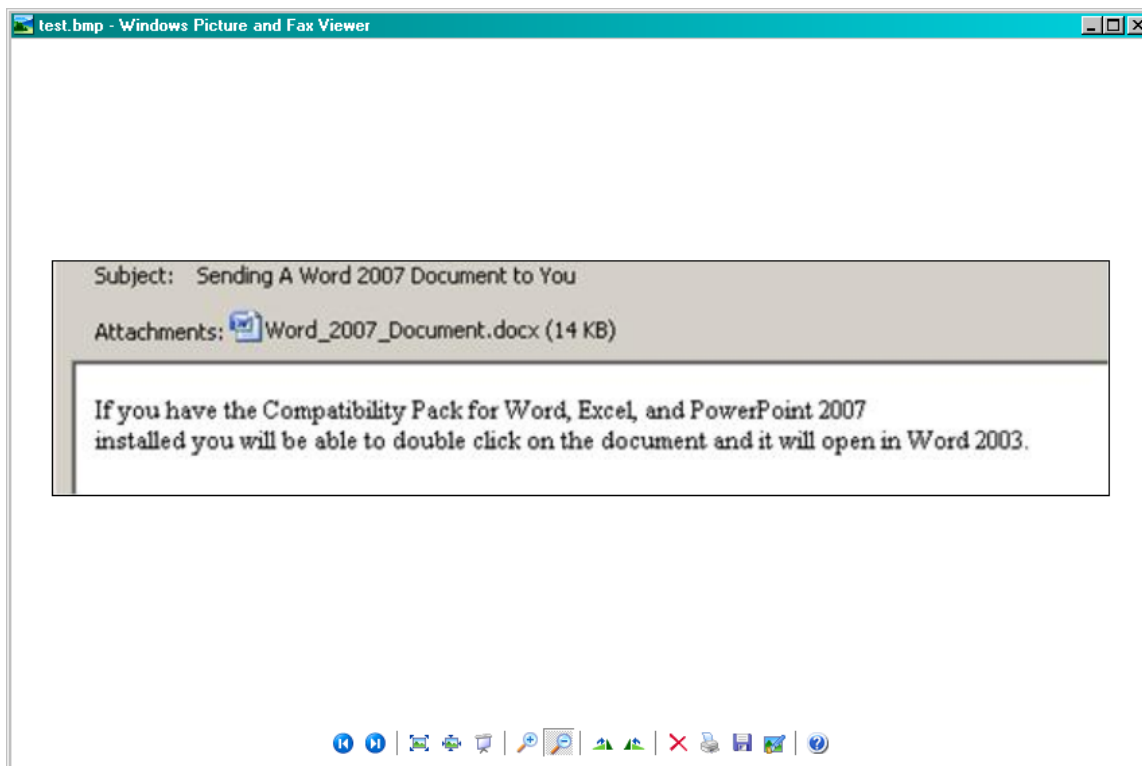 test.bmp - Windows Picture and Fax Viewer
Subject: Sending A Word 2007 Document to You
Attachments: Word_2007_Document.docx (14 KB)
If you have the Compatibility Pack for Word, Excel, and PowerPoint 2007
installed you will be able to double click on the document and it will open in Word 2003.